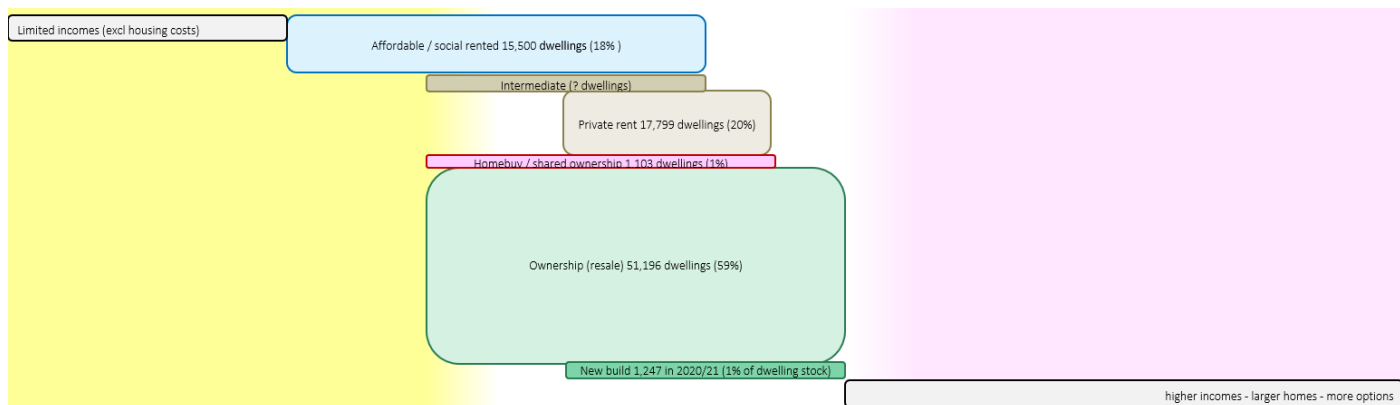 Limited incomes (excl housing costs)
Affordable / social rented 15,500 dwellings (18% )
Intermediate (? dwellings)
Private rent 17,799 dwellings (20%)
Homebuy / shared ownership 1 103 dwellings (1%)
Ownership (resale) 51,196 dwellings (59%)
New build 1,247 in 2020/21 (1% of dwelling stock)
higher incomes - larger homes - more options